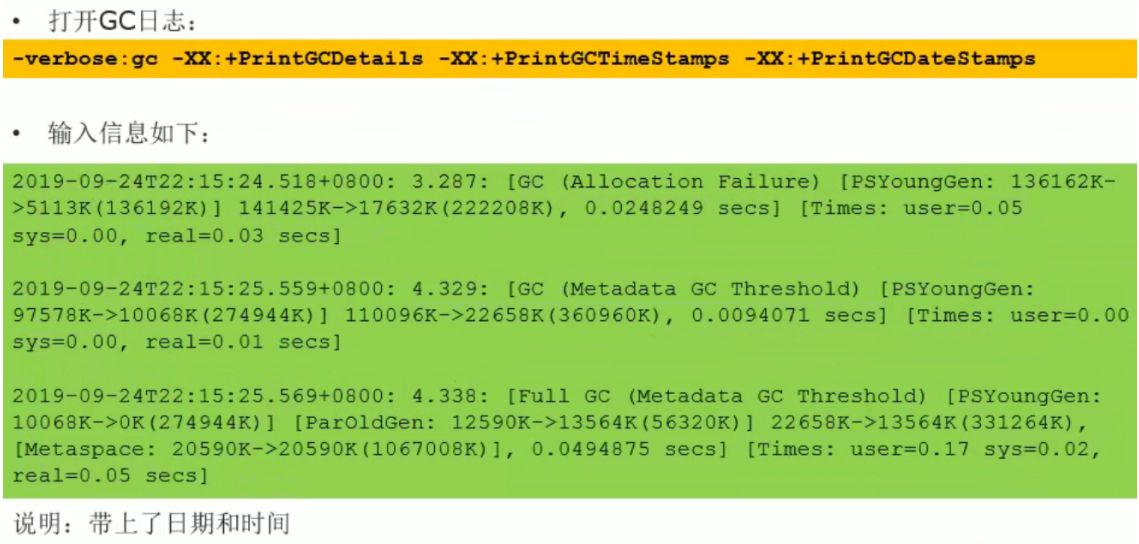 • 打开GC日志：
-verbose:gc -XX:+PrintGCDetails -XX:+PrintGCTimeStamps -XX:+PrintGCDateStamps
• 输入信息如下：
2019-09-24T22:15:24.518+0800: 3.287: [GC (Allocation Failure) [PSYoungGen: 136162K-
>5113K(136192K)] 141425K->17632K(222208K), 0.0248249 secs] [Times: user=0.05
sys=0.00, real=0.03 secs]
2019-09-24T22:15:25.559+0800: 4.329: [GC (Metadata GC Threshold) [PSYoungGen:
97578K->10068K(274944K)] 110096K->22658K(360960K), 0.0094071 secs] [Times: user=0.00
sys=0.00, real=0.01 secs]
2019-09-24T22:15:25.569+0800: 4.338: [Full GC (Metadata GC Threshold) [PSYoungGen:
10068K->0K(274944K)] [ParOldGen: 12590K->13564K(56320K)] 22658K->13564K(331264K),
[Metaspace: 20590K->20590K(1067008K)], 0.0494875 secs] [Times: user=0.17 sys=0.02,
real=0.05 secs]
说明：带上了日期和时间